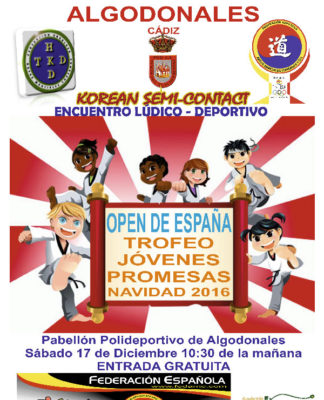 ALGODONALES
CÁDIZ
H
TKD
D
KOREAN SEMI-CONTACT
ENCUENTRO LÚDICO - DEPORTIVO
OPEN DE ESPAÑA
TROFEO
JÓVENES
PROMESAS
NAVIDAD 2016
Pabellón Polideportivo de Algodonales
Sábado 17 de Diciembre 10:30 de la mañana
ENTRADA GRATUITA
FEDERACIÓN ESPAÑOLA